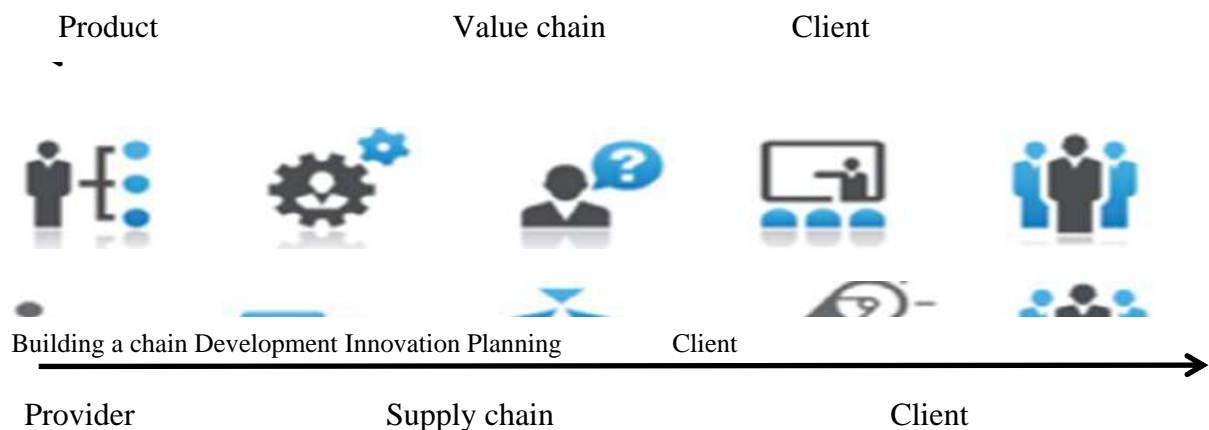 Product Value chain Client
?
Building a chain Development Innovation Planning Client
Provider Supply chain Client